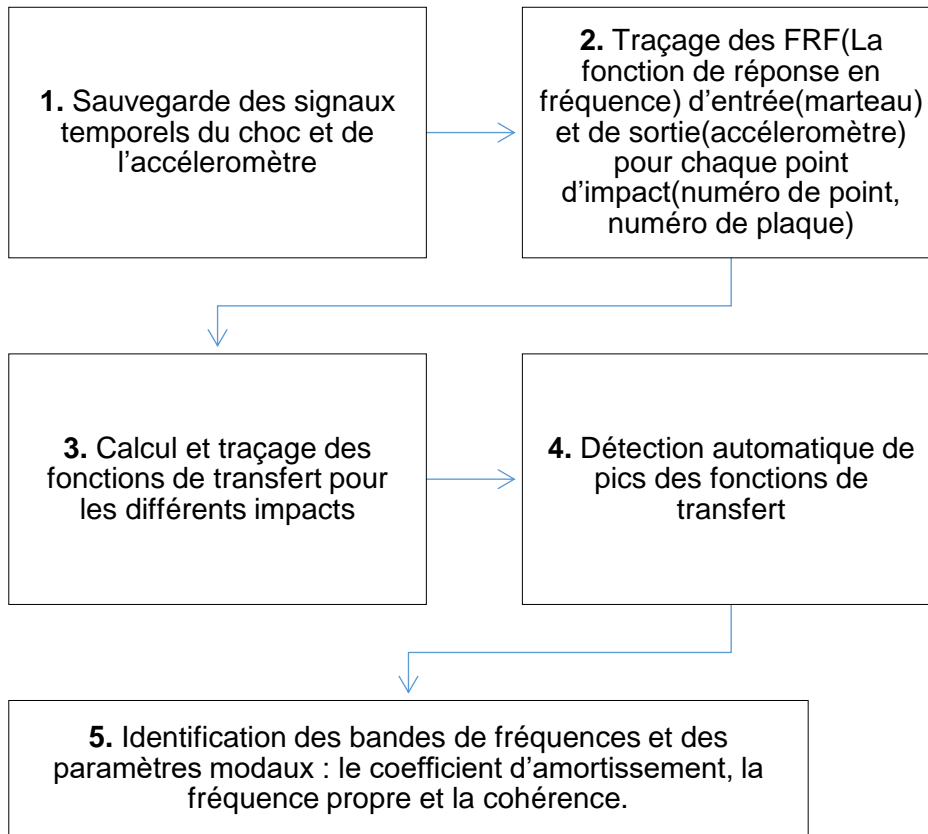 1. Sauvegarde des signaux
temporels du choc et de
l’accéleromètre
2. Traçage des FRF(La
fonction de réponse en
fréquence) d’entrée(marteau)
et de sortie(accéleromètre)
pour chaque point
d’impact(numéro de point,
numéro de plaque)
3. Calcul et traçage des
fonctions de transfert pour
les différents impacts
4. Détection automatique de
pics des fonctions de
transfert
5. Identification des bandes de fréquences et des
paramètres modaux : le coefficient d’amortissement, la
fréquence propre et la cohérence.